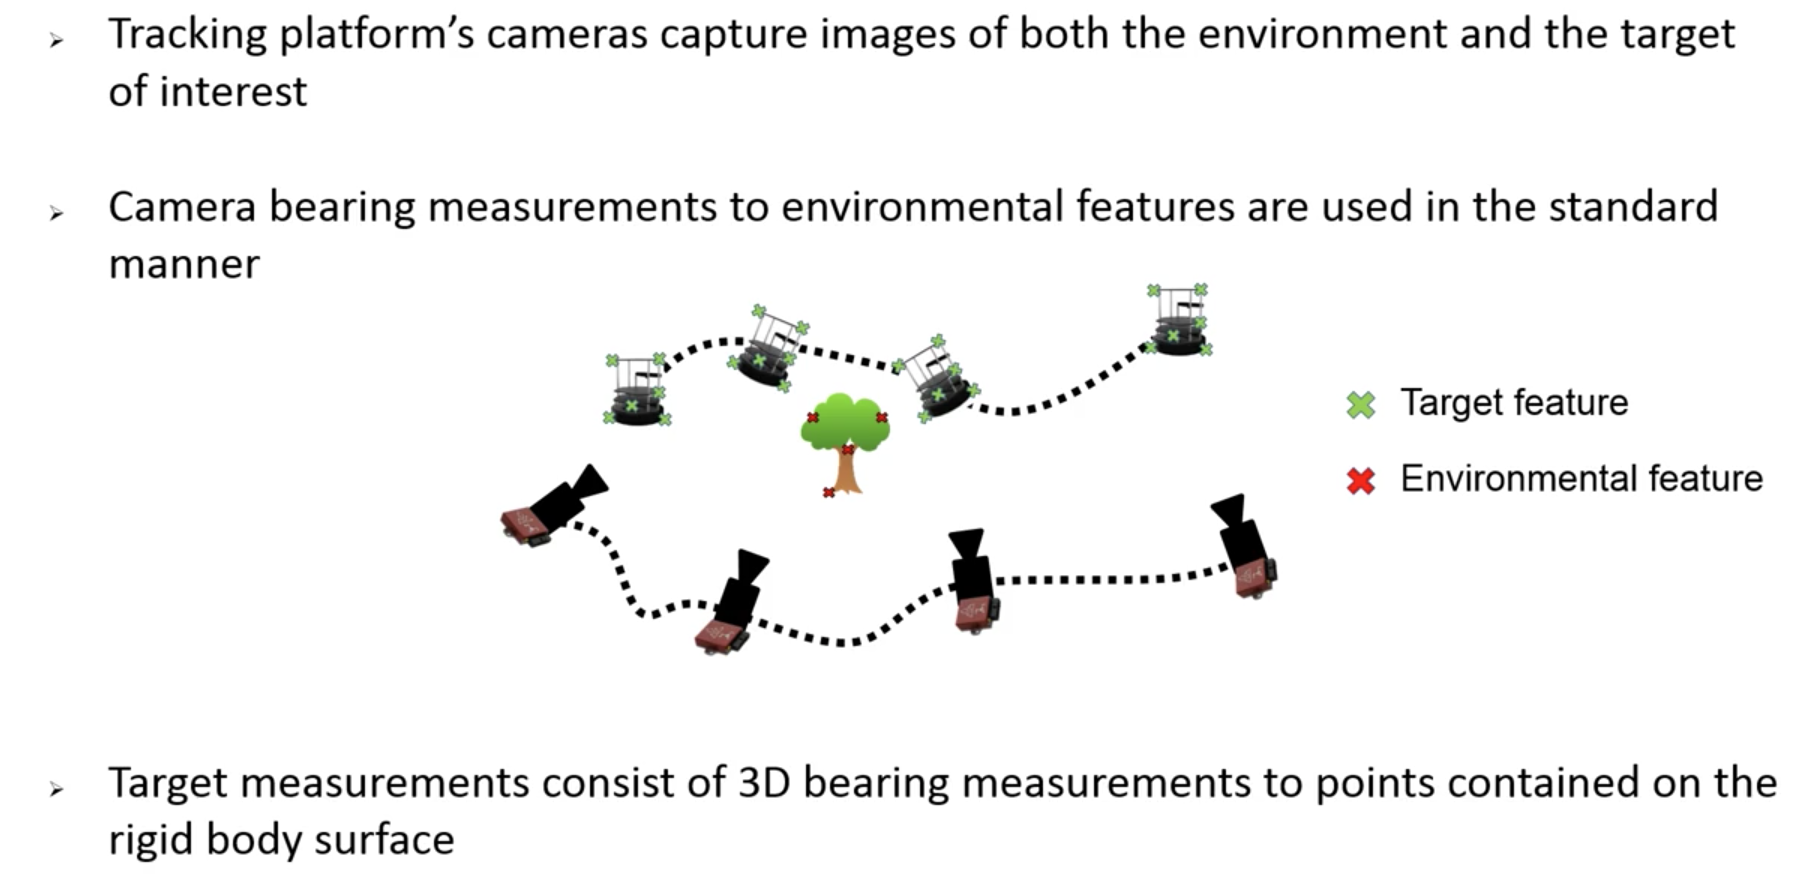 Tracking platform’s cameras capture images of both the environment and the target
of interest
Camera bearing measurements to environmental features are used in the standard
manner
Target feature
Environmental feature
Target measurements consist of 3D bearing measurements to points contained on the
rigid body surface